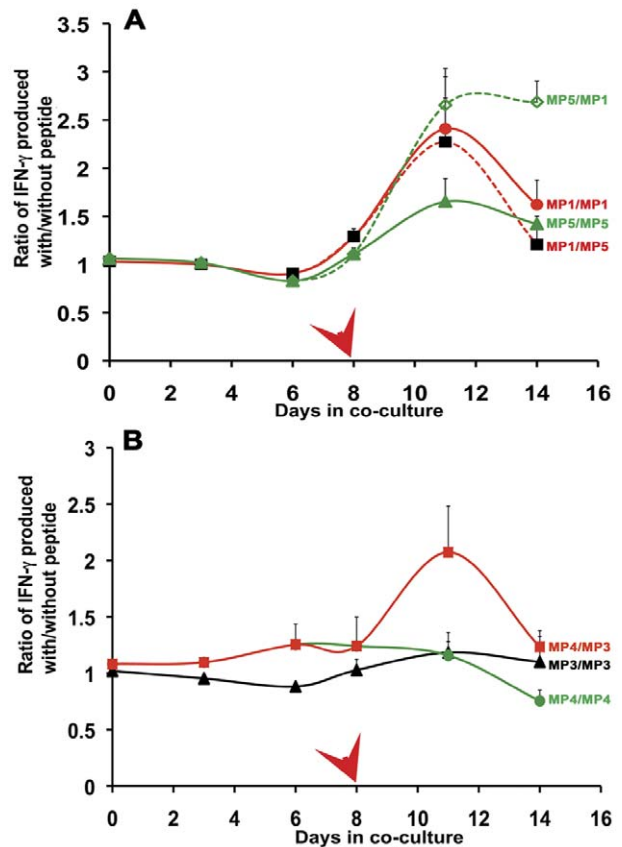 A
Ratio of IFN-γ produced
with/without peptide
3.5
3
2.5
2
1.5
1
0.5
0
MP5/MP1
MP1/MP1
MP5/MP5
MP1/MP5
0 2 4 6 8 10 12 14 16
Days in co-culture
B
Ratio of IFN-γ produced
with/without peptide
3
2.5
2
1.5
1
0.5
0
MP4/MP3
MP3/MP3
MP4/MP4
0 2 4 6 8 10 12 14 16
Days in co-culture